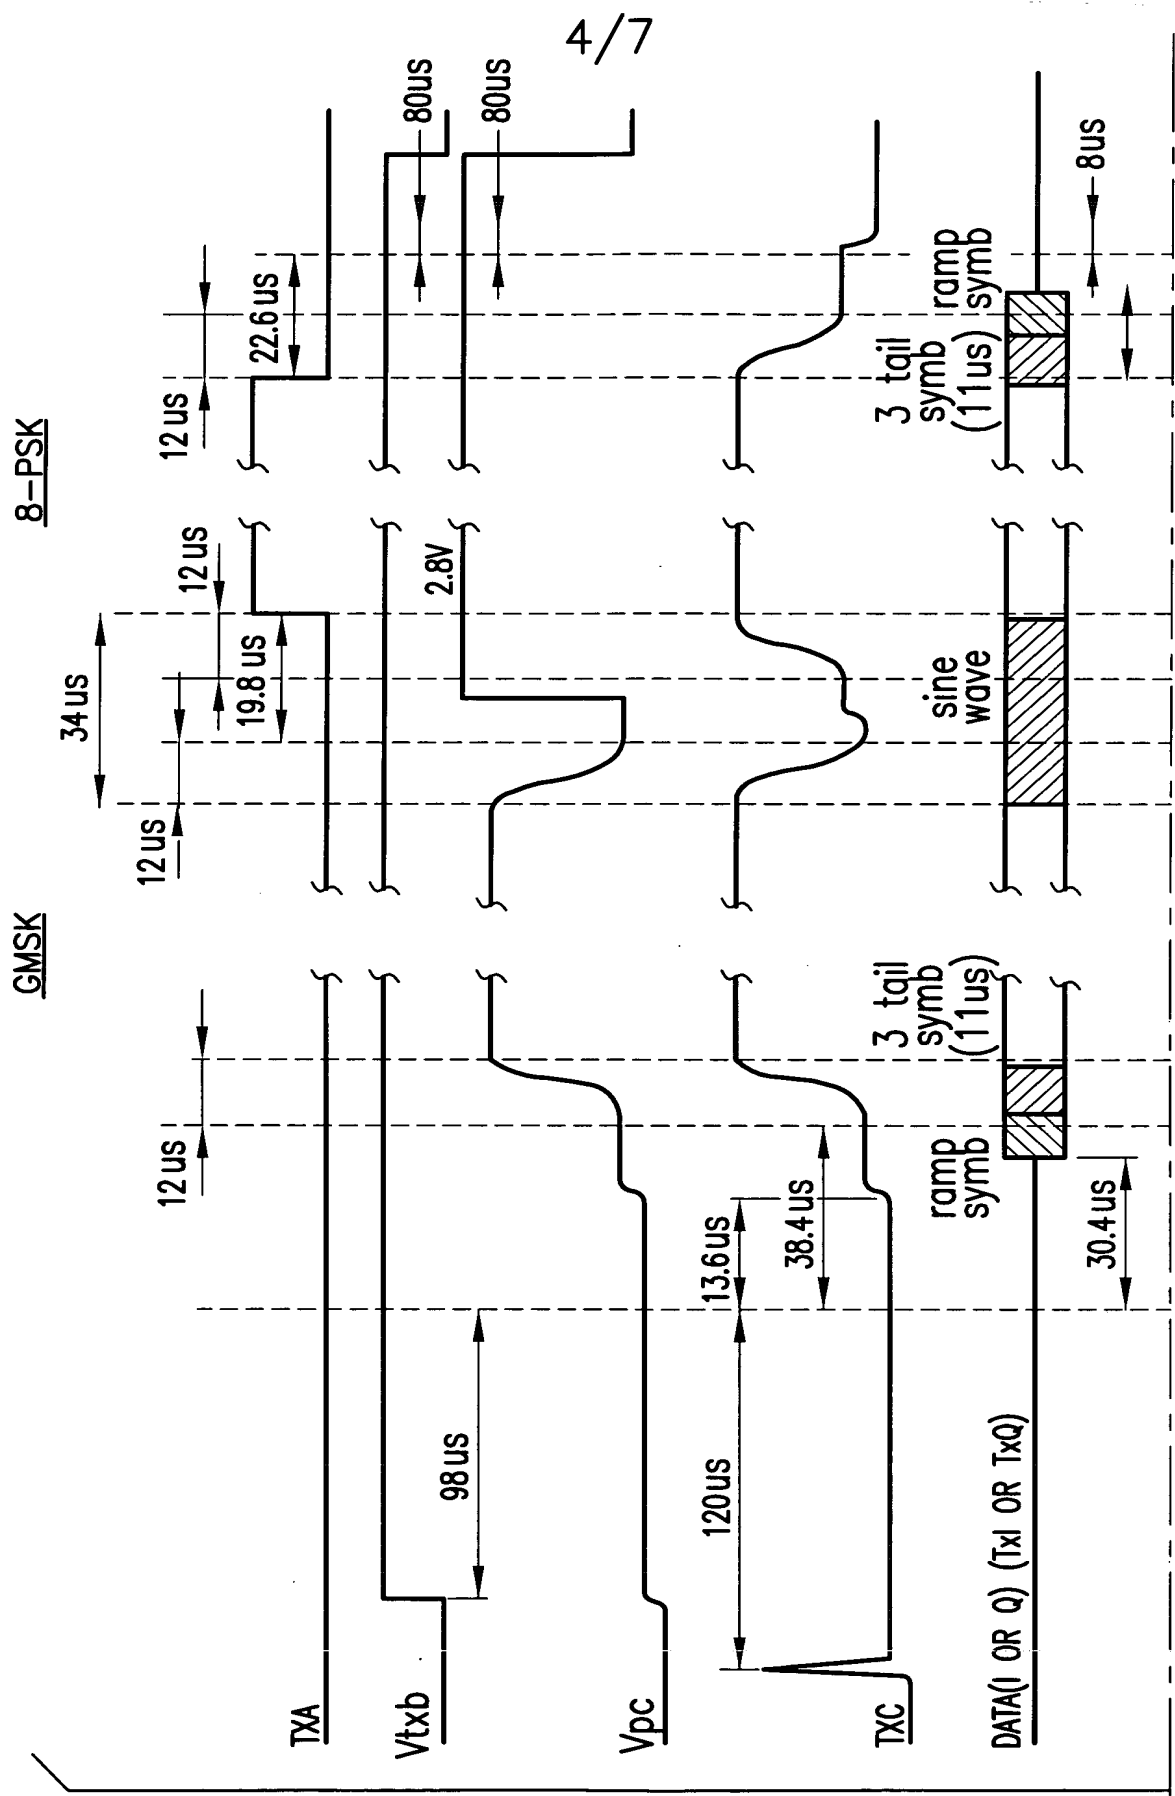 4/7
GMSK
8-PSK
12us
12us
34us
19.8 us
12us
12us
22.6us
TXA
Vtxb
98us
80us
Vpc
2.8V
80us
TXC
120us
13.6us
38.4us
DATA(I OR Q) (TxI OR TxQ)
ramp
symb
3 tail
symb
(11us)
sine
wave
3 tail
symb
(11us)
ramp
symb
30.4us
8us